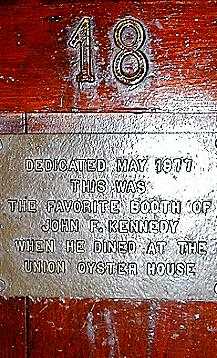 18
DEDICATED MAY 1977
THIS WAS
THE FAVORITE BOOTH OF
JOHN F. KENNEDY
WHEN HE DINED AT THE
UNION OYSTER HOUSE